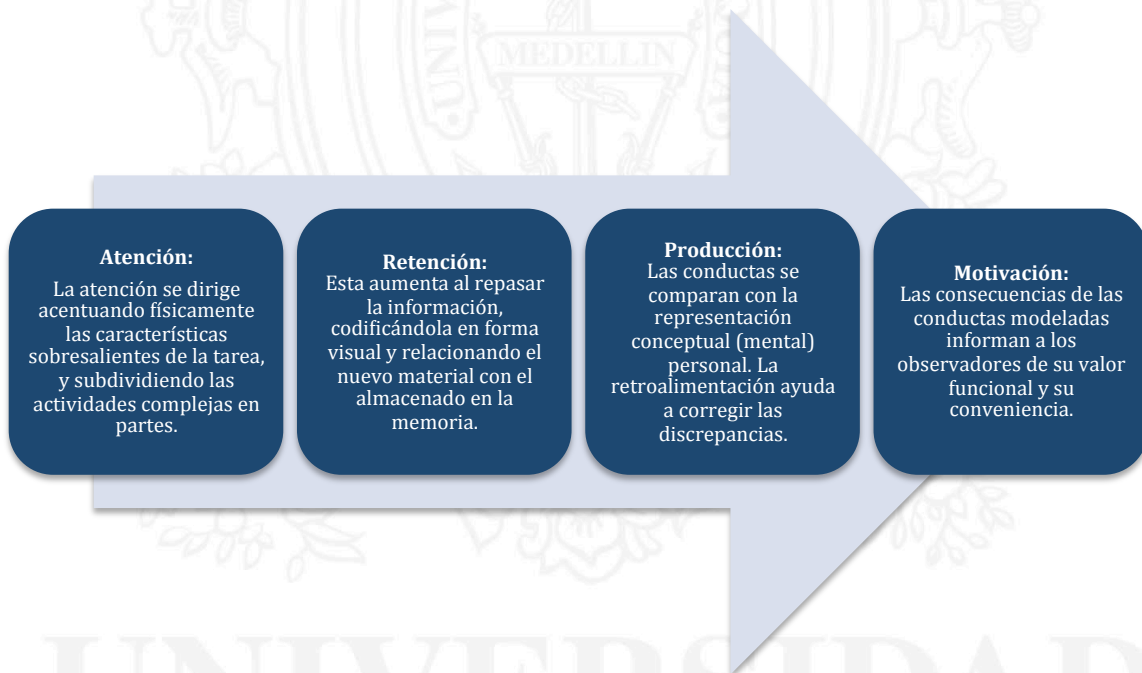 MEDELLIN
Atención:
La atención se dirige
acentuando físicamente
las características
sobresalientes de la tarea,
y subdividiendo las
actividades complejas en
partes.
Retención:
Esta aumenta al repasar
la información,
codificándola en forma
visual y relacionando el
nuevo material con el
almacenado en la
memoria.
Producción:
Las conductas se
comparan con la
representación
conceptual (mental)
personal. La
retroalimentación ayuda
a corregir las
discrepancias.
Motivación:
Las consecuencias de las
conductas modeladas
informan a los
observadores de su valor
funcional y su
conveniencia.
UNIVERSIDAD